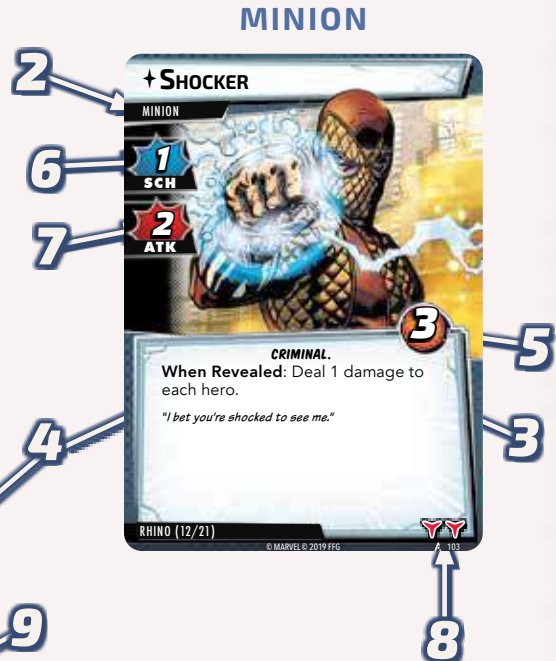 MINION
2
SHOCKER
MINION
6
1
SCH
7
2
ATK
3
5
CRIMINAL.
When Revealed: Deal 1 damage to
each hero.
"I bet you're shocked to see me."
4
3
RHINO (12/21)
© MARVEL © 2019 FFG
103
9
8